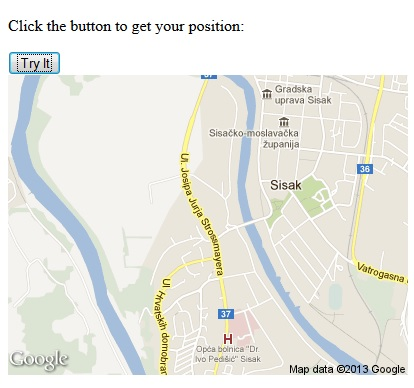 Click the button to get your position:
Try It
37
Gradska
uprava Sisak
Sisačko-moslavačka
županija
36
Ul. Josipa Jurja Strossmayera
Sisak
Vatrogasna
Ul. Hrvatskih domobran
37
H
Opća bolnica "Dr.
Ivo Pedišić" Sisak
Google
Map data ©2013 Google